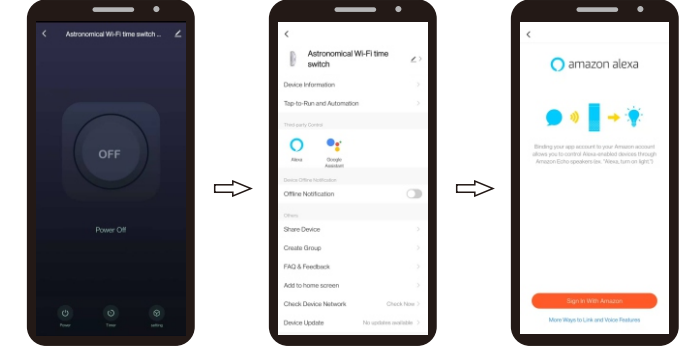 Astronomical Wi-Fi time switch ...
OFF
Power Off
Power
Timer
setting
Astronomical Wi-Fi time
switch
Device Information
Tap-to-Run and Automation
Third-party Control
Alexa
Google
Assistant
Device Offline Notification
Offline Notification
Others
Share Device
Create Group
FAQ & Feedback
Add to home screen
Check Device Network
Check Now
Device Update
No updates available
amazon alexa
Binding your app account to your Amazon account
allows you to control Alexa-enabled devices through
Amazon Echo speakers (ex. "Alexa, turn on light.")
Sign In With Amazon
More Ways to Link and Voice Features